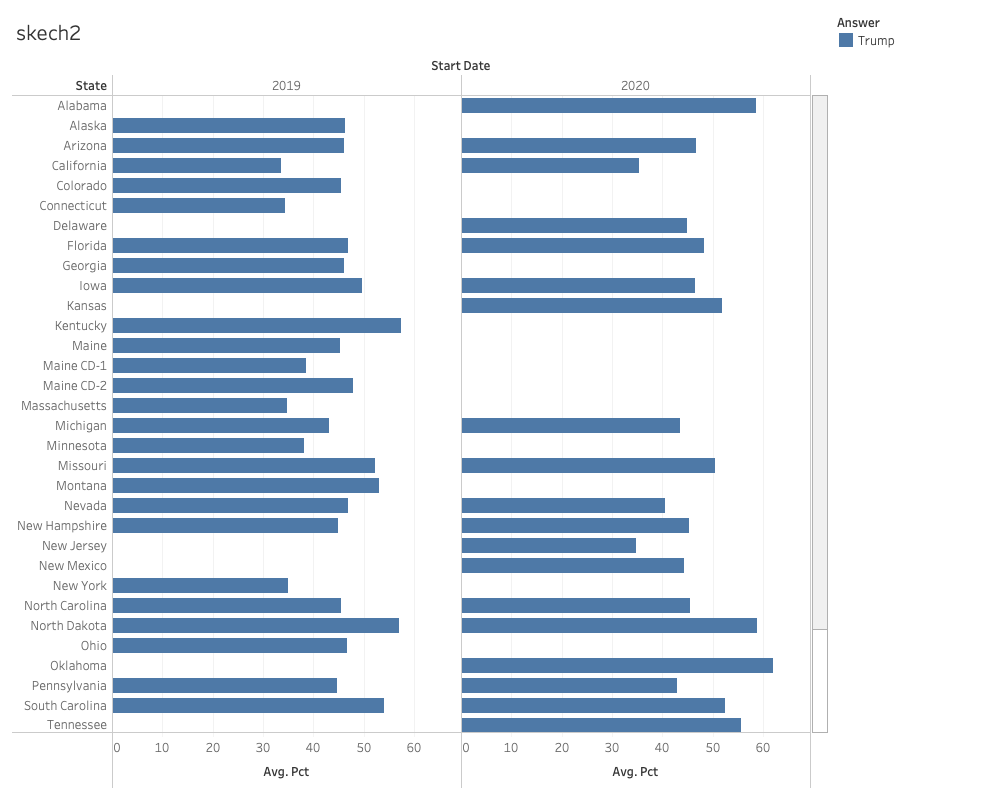 skech2
Answer
Trump
Start Date
State 2019 2020
Alabama
Alaska
Arizona
California
Colorado
Connecticut
Delaware
Florida
Georgia
Iowa
Kansas
Kentucky
Maine
Maine CD-1
Maine CD-2
Massachusetts
Michigan
Minnesota
Missouri
Montana
Nevada
New Hampshire
New Jersey
New Mexico
New York
North Carolina
North Dakota
Ohio
Oklahoma
Pennsylvania
South Carolina
Tennessee
0 10 20 30 40 50 60 0 10 20 30 40 50 60
Avg. Pct Avg. Pct